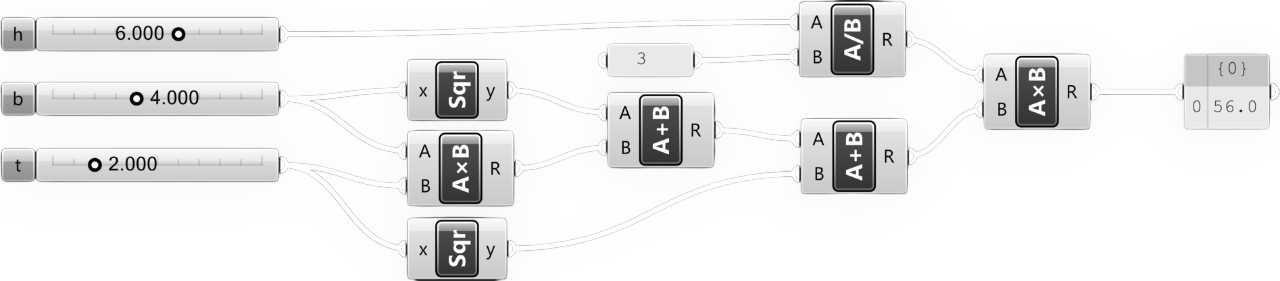 h 6.000
A B A/B R
3
b 4.000
x Sqr y
A B A+B R
A B A×B R
{0}
0 56.0
t 2.000
A B A×B R
A B A+B R
x Sqr y